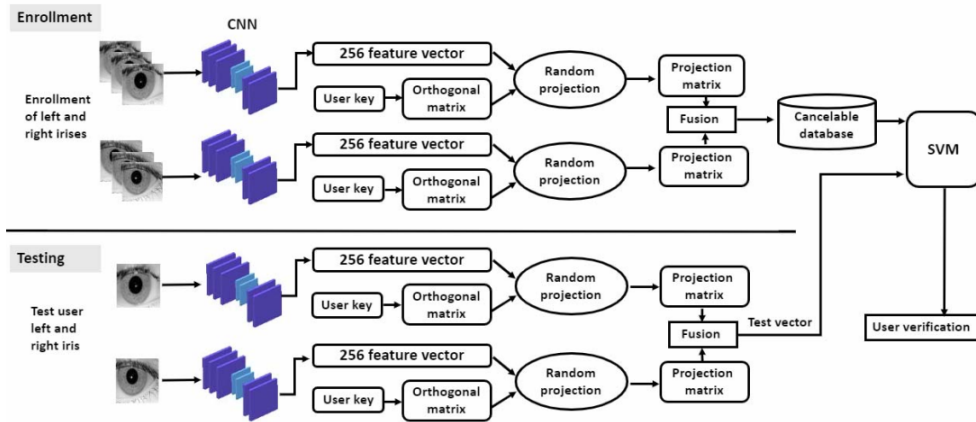 Enrollment
CNN
256 feature vector
User key
Orthogonal
matrix
Random
projection
Projection
matrix
Enrollment
of left and
right irises
Fusion
Cancelable
database
SVM
256 feature vector
User key
Orthogonal
matrix
Random
projection
Projection
matrix
Testing
256 feature vector
User key
Orthogonal
matrix
Random
projection
Projection
matrix
Test user
left and
right iris
Fusion
Test vector
User verification
256 feature vector
User key
Orthogonal
matrix
Random
projection
Projection
matrix